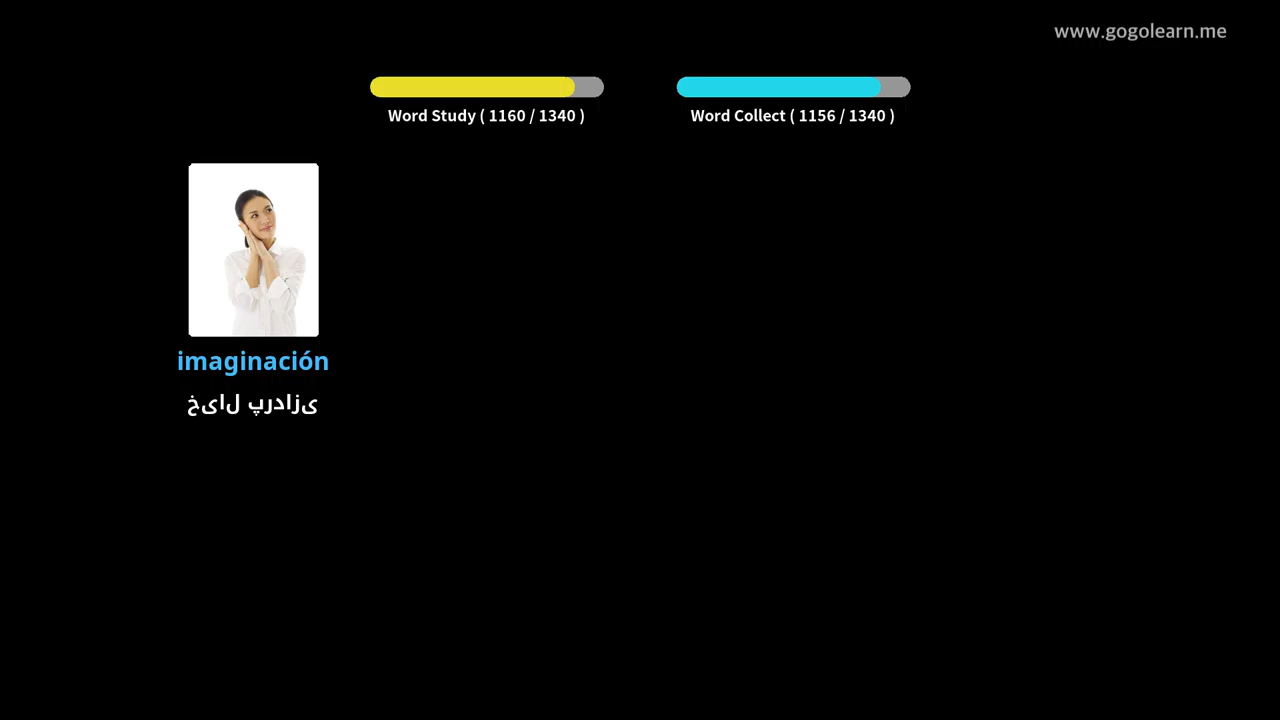 www.gogolearn.me
Word Study ( 1160 / 1340 )
Word Collect ( 1156 / 1340 )
imaginación
خیال پردازی